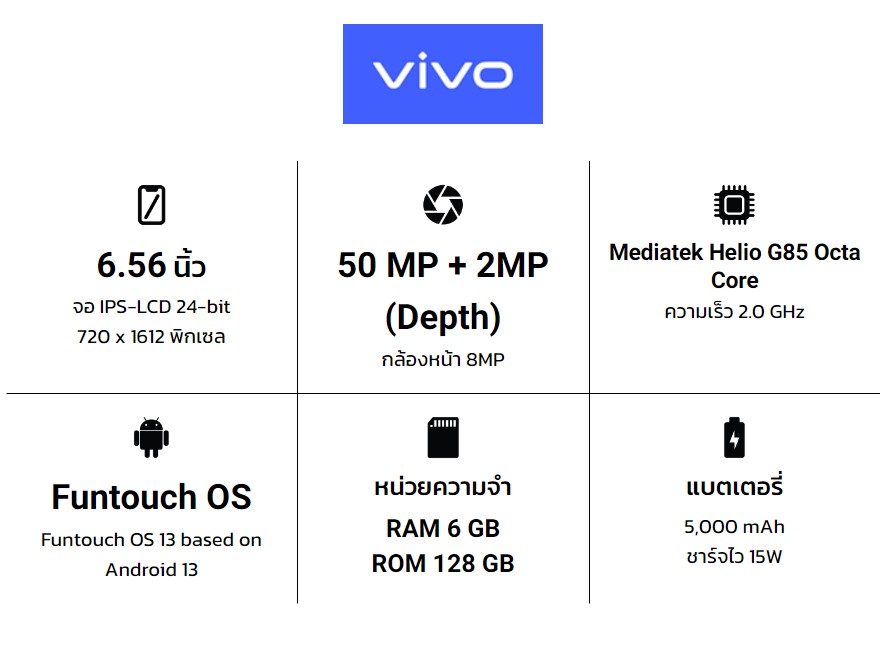 vivo
6.56 นิ้ว
จอ IPS-LCD 24-bit
720 x 1612 พิกเซล
50 MP + 2MP
(Depth)
กล้องหน้า 8MP
Mediatek Helio G85 Octa
Core
ความเร็ว 2.0 GHz
Funtouch OS
Funtouch OS 13 based on
Android 13
หน่วยความจำ
RAM 6 GB
ROM 128 GB
แบตเตอรี่
5,000 mAh
ชาร์จไว 15W